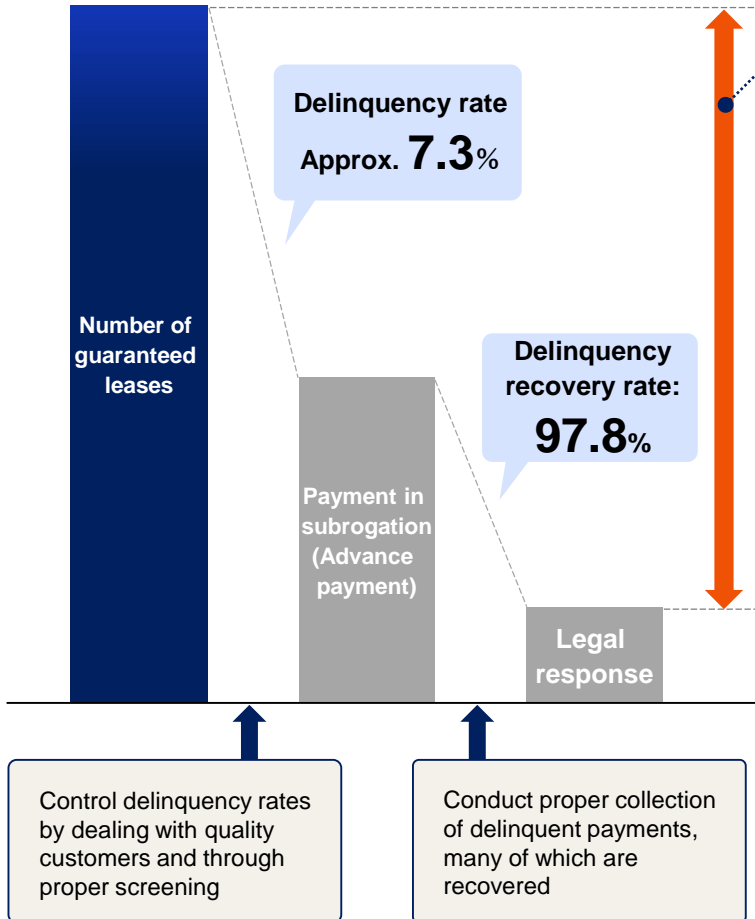 Delinquency rate
Approx. 7.3%
Number of
guaranteed
leases
Delinquency
recovery rate:
97.8%
Payment in
subrogation
(Advance
payment)
Legal
response
Control delinquency rates
by dealing with quality
customers and through
proper screening
Conduct proper collection
of delinquent payments,
many of which are
recovered